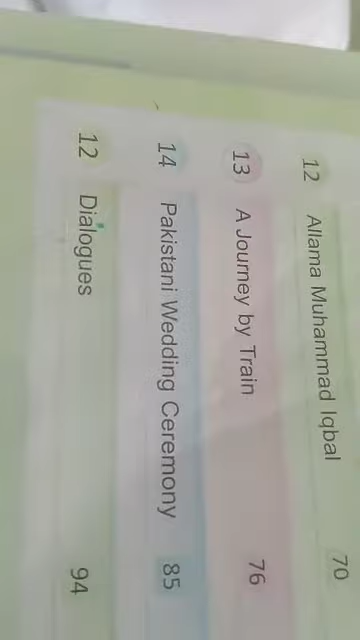 12 Allama Muhammad Iqbal 70
13 A Journey by Train 76
14 Pakistani Wedding Ceremony 85
12 Dialogues 94